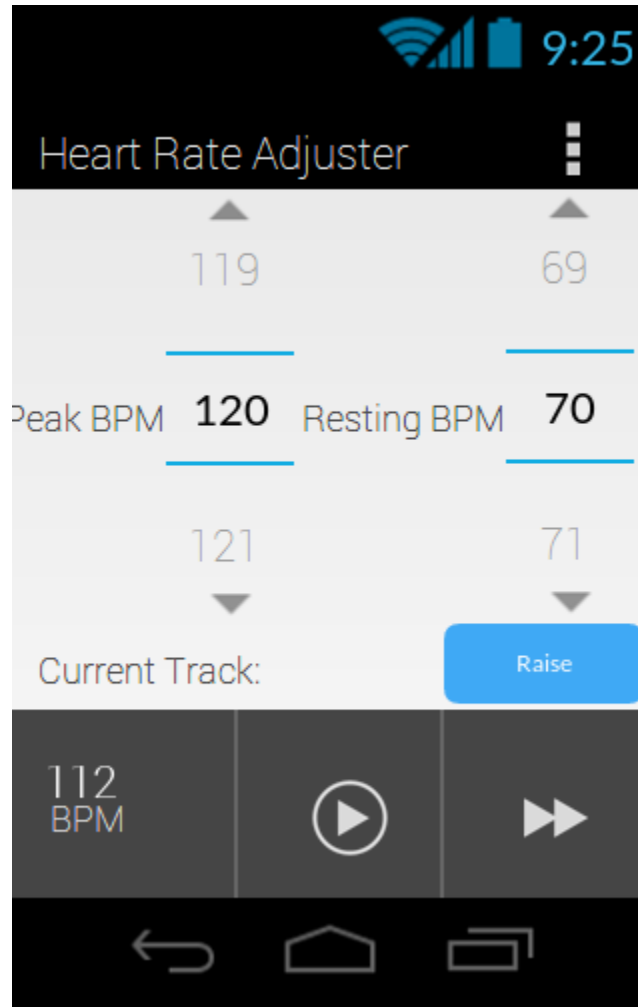 9:25
Heart Rate Adjuster
119 69
Peak BPM 120 Resting BPM 70
121 71
Current Track: Raise
112
BPM